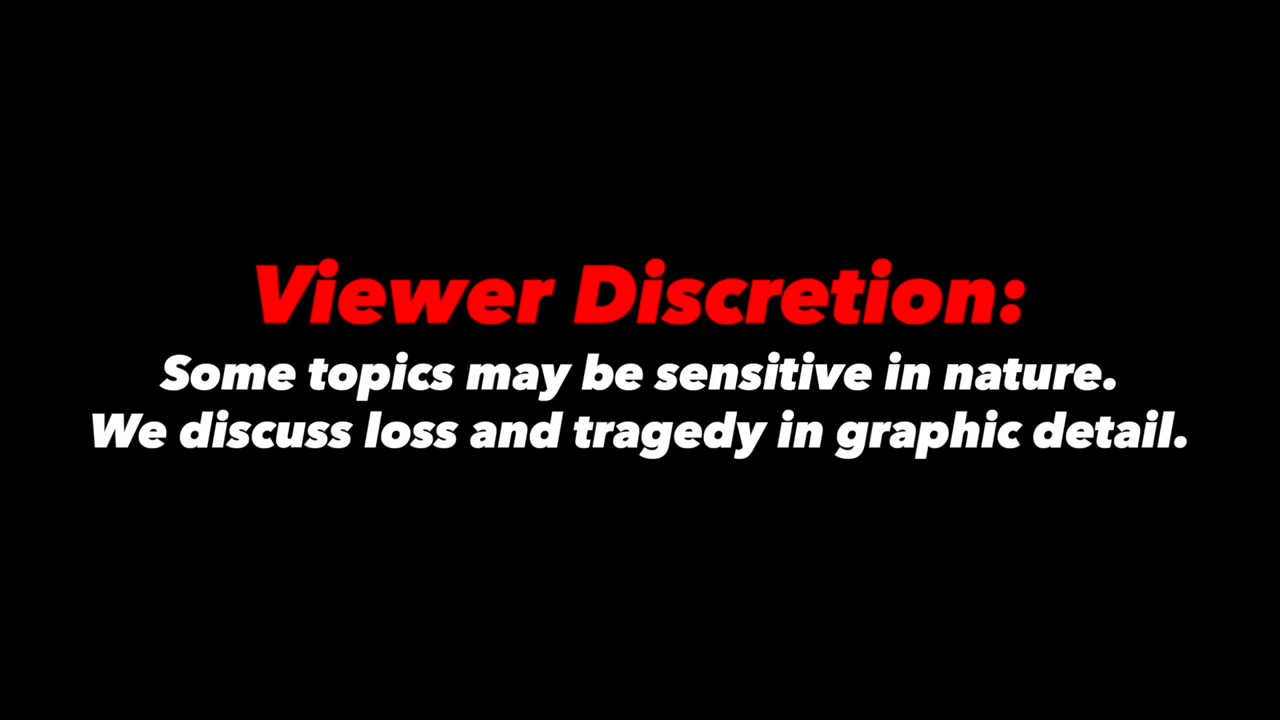 Viewer Discretion:
Some topics may be sensitive in nature.
We discuss loss and tragedy in graphic detail.